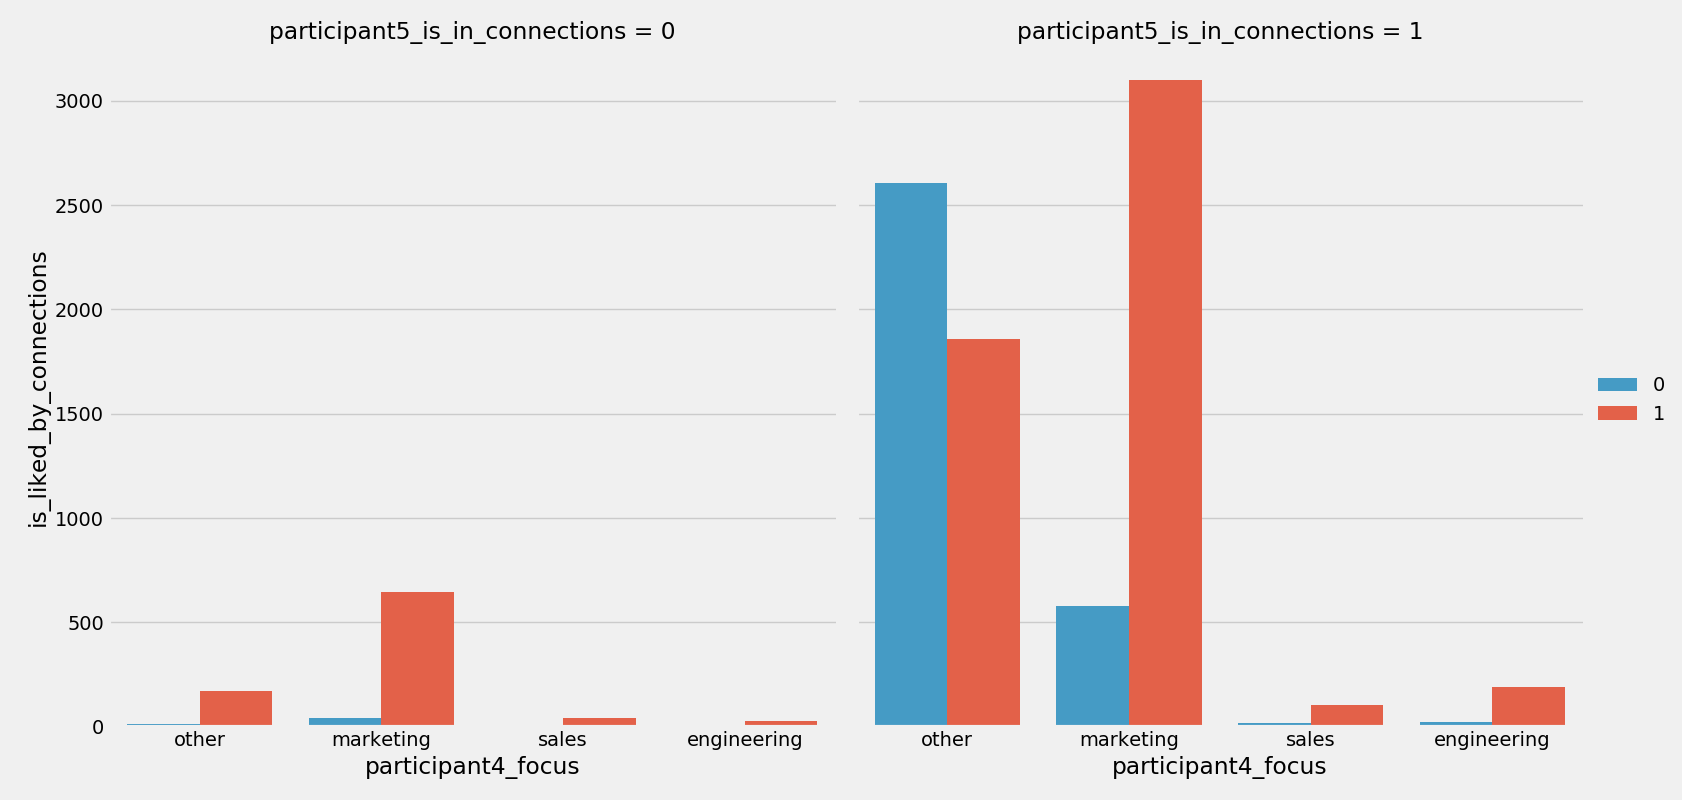 participant5_is_in_connections = 0
participant5_is_in_connections = 1
is_liked_by_connections
3000
2500
2000
1500
1000
500
0
other marketing sales engineering
other marketing sales engineering
participant4_focus
participant4_focus
0
1